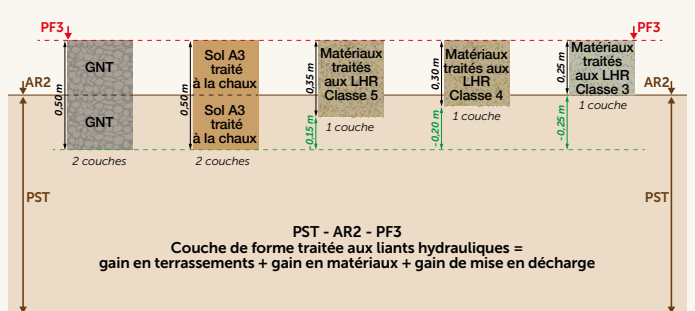 PF3
PF3
AR2
AR2
0,50 m
GNT
GNT
2 couches
0,50 m
Sol A3
traité
à la chaux
Sol A3
traité
à la chaux
2 couches
0,35 m
Matériaux
traités
aux LHR
Classe 5
1 couche
- 0,15 m
0,30 m
Matériaux
traités aux
LHR
Classe 4
1 couche
- 0,20 m
0,25 m
Matériaux
traités
aux LHR
Classe 3
1 couche
- 0,25 m
PST
PST
PST - AR2 - PF3
Couche de forme traitée aux liants hydrauliques =
gain en terrassements + gain en matériaux + gain de mise en décharge